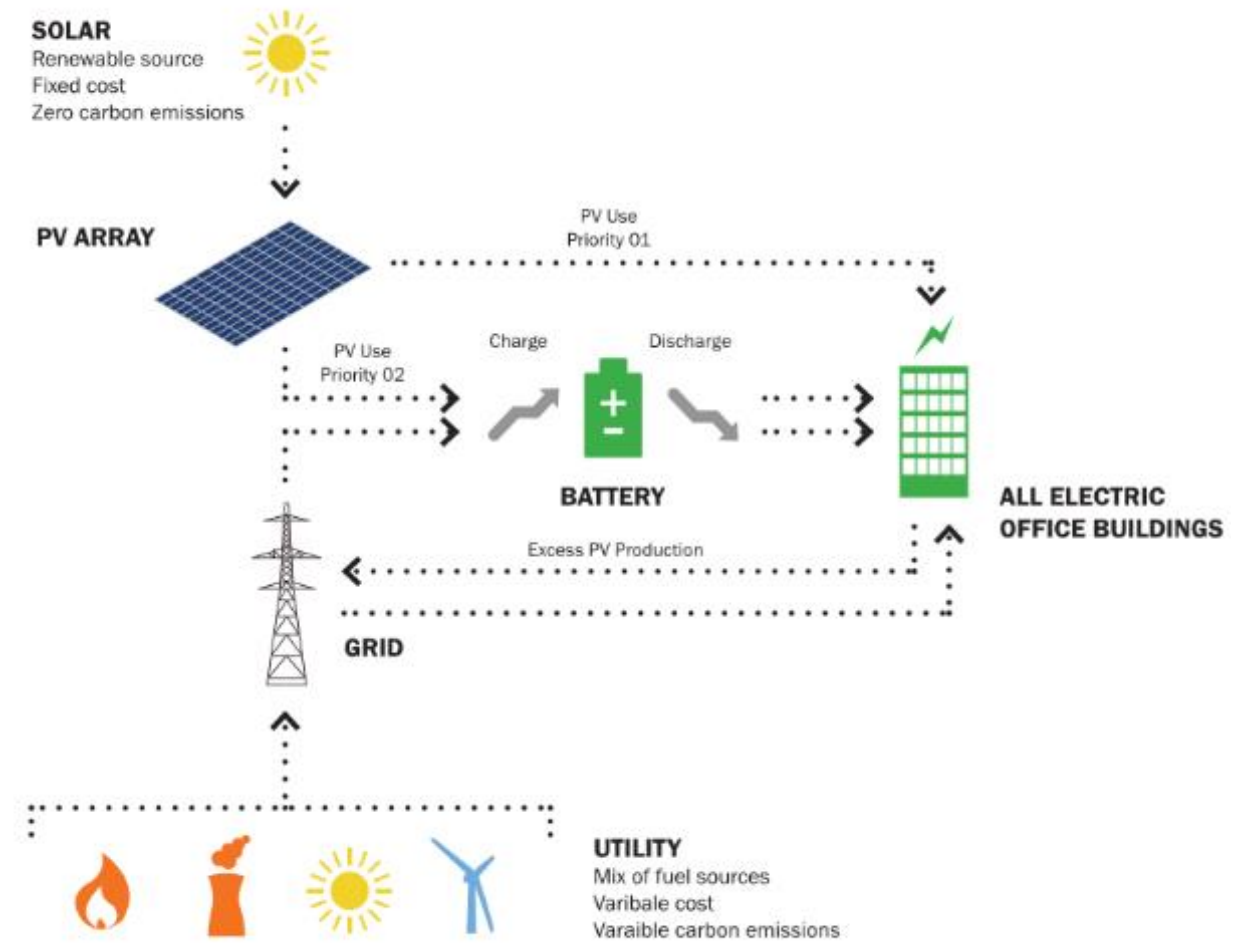 SOLAR
Renewable source
Fixed cost
Zero carbon emissions
PV ARRAY
PV Use
Priority 01
PV Use
Priority 02
Charge
Discharge
+
-
BATTERY
ALL ELECTRIC
OFFICE BUILDINGS
Excess PV Production
GRID
UTILITY
Mix of fuel sources
Varibale cost
Varaible carbon emissions